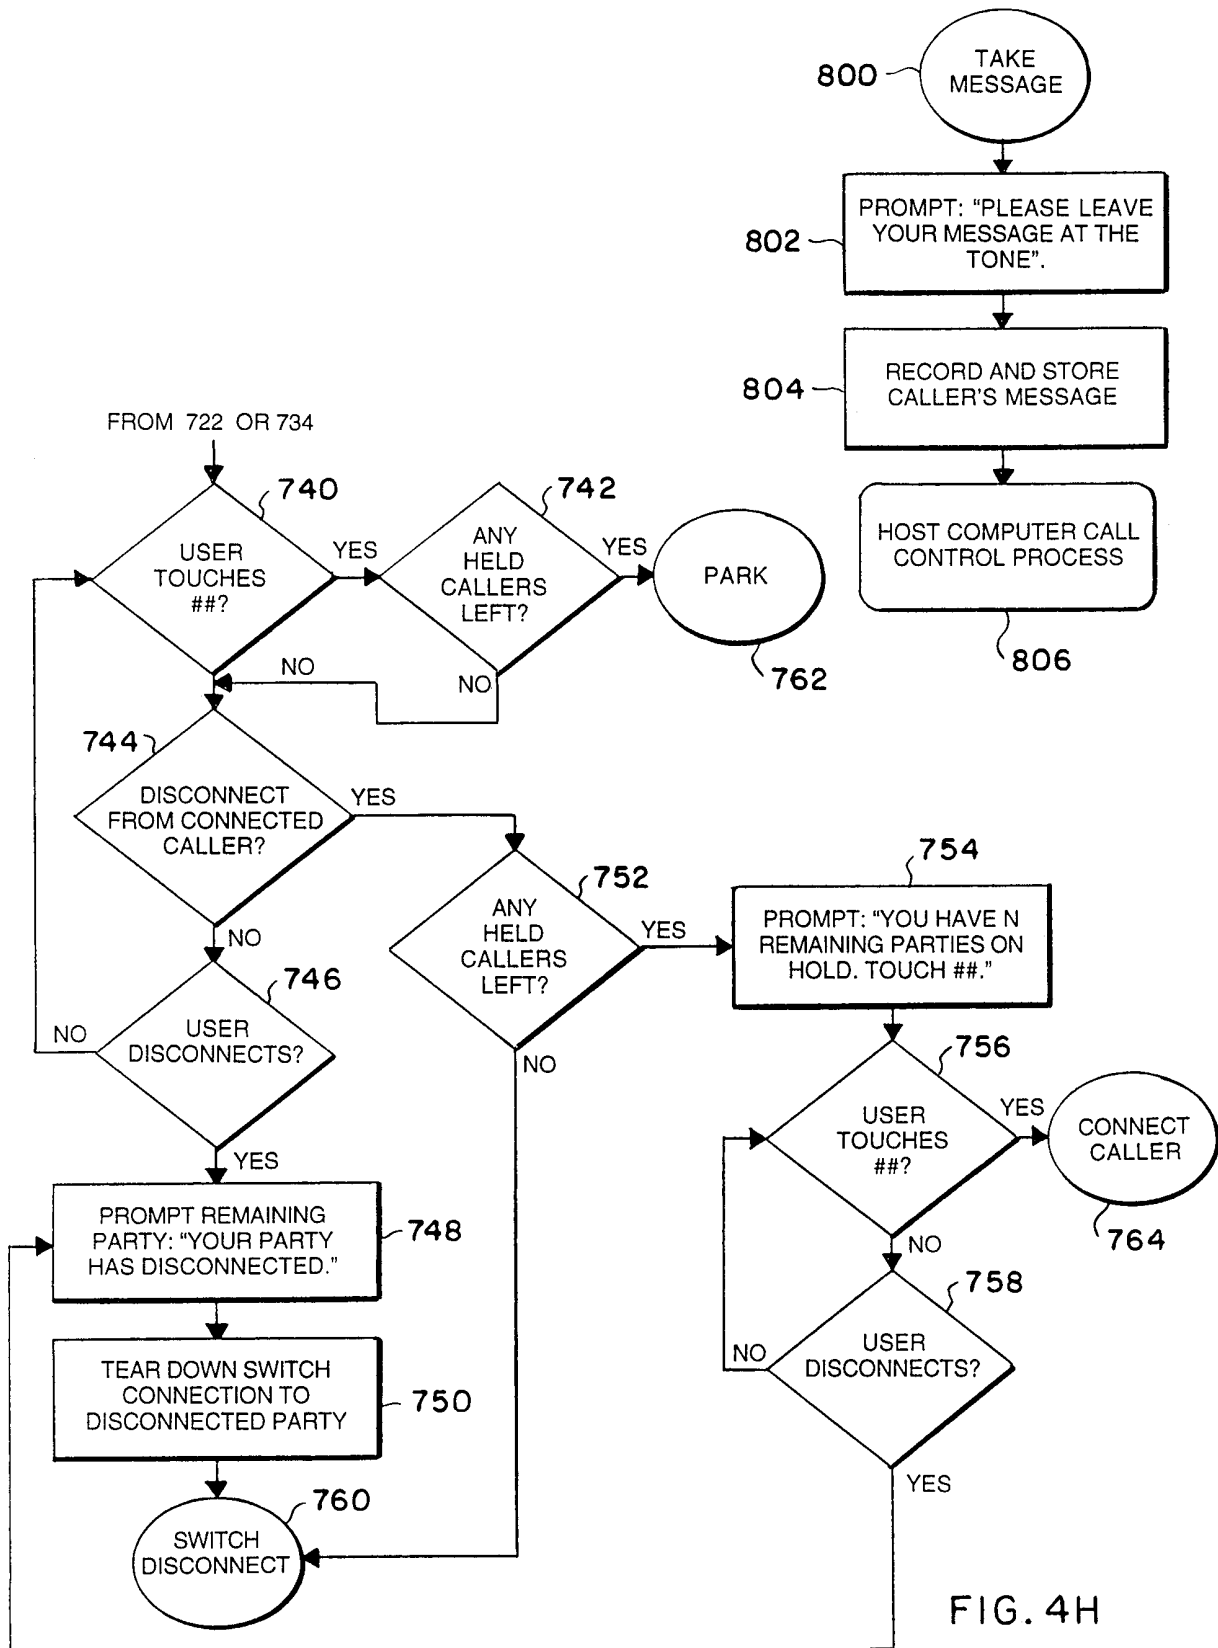 800
TAKE
MESSAGE
802
PROMPT: "PLEASE LEAVE
YOUR MESSAGE AT THE
TONE".
804
RECORD AND STORE
CALLER'S MESSAGE
HOST COMPUTER CALL
CONTROL PROCESS
806
FROM 722 OR 734
740
USER
TOUCHES
##?
YES
NO
742
ANY
HELD
CALLERS
LEFT?
YES
NO
PARK
762
744
DISCONNECT
FROM CONNECTED
CALLER?
YES
NO
746
USER
DISCONNECTS?
NO
YES
PROMPT REMAINING
PARTY: "YOUR PARTY
HAS DISCONNECTED."
748
TEAR DOWN SWITCH
CONNECTION TO
DISCONNECTED PARTY
750
760
SWITCH
DISCONNECT
752
ANY
HELD
CALLERS
LEFT?
YES
NO
754
PROMPT: "YOU HAVE N
REMAINING PARTIES ON
HOLD. TOUCH ##."
756
USER
TOUCHES
##?
YES
NO
CONNECT
CALLER
764
758
USER
DISCONNECTS?
NO
YES
FIG. 4H